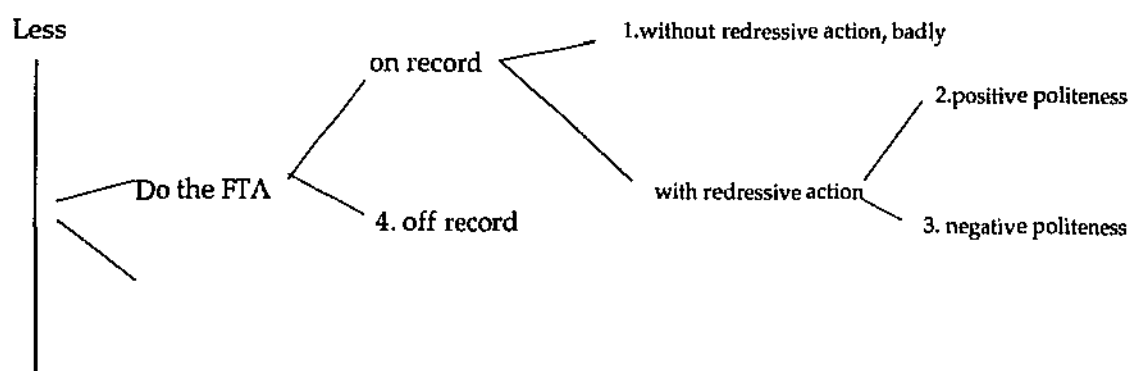 Less
1.without redressive action, badly
on record
2.positive politeness
Do the FTA
with redressive action
4. off record
3. negative politeness